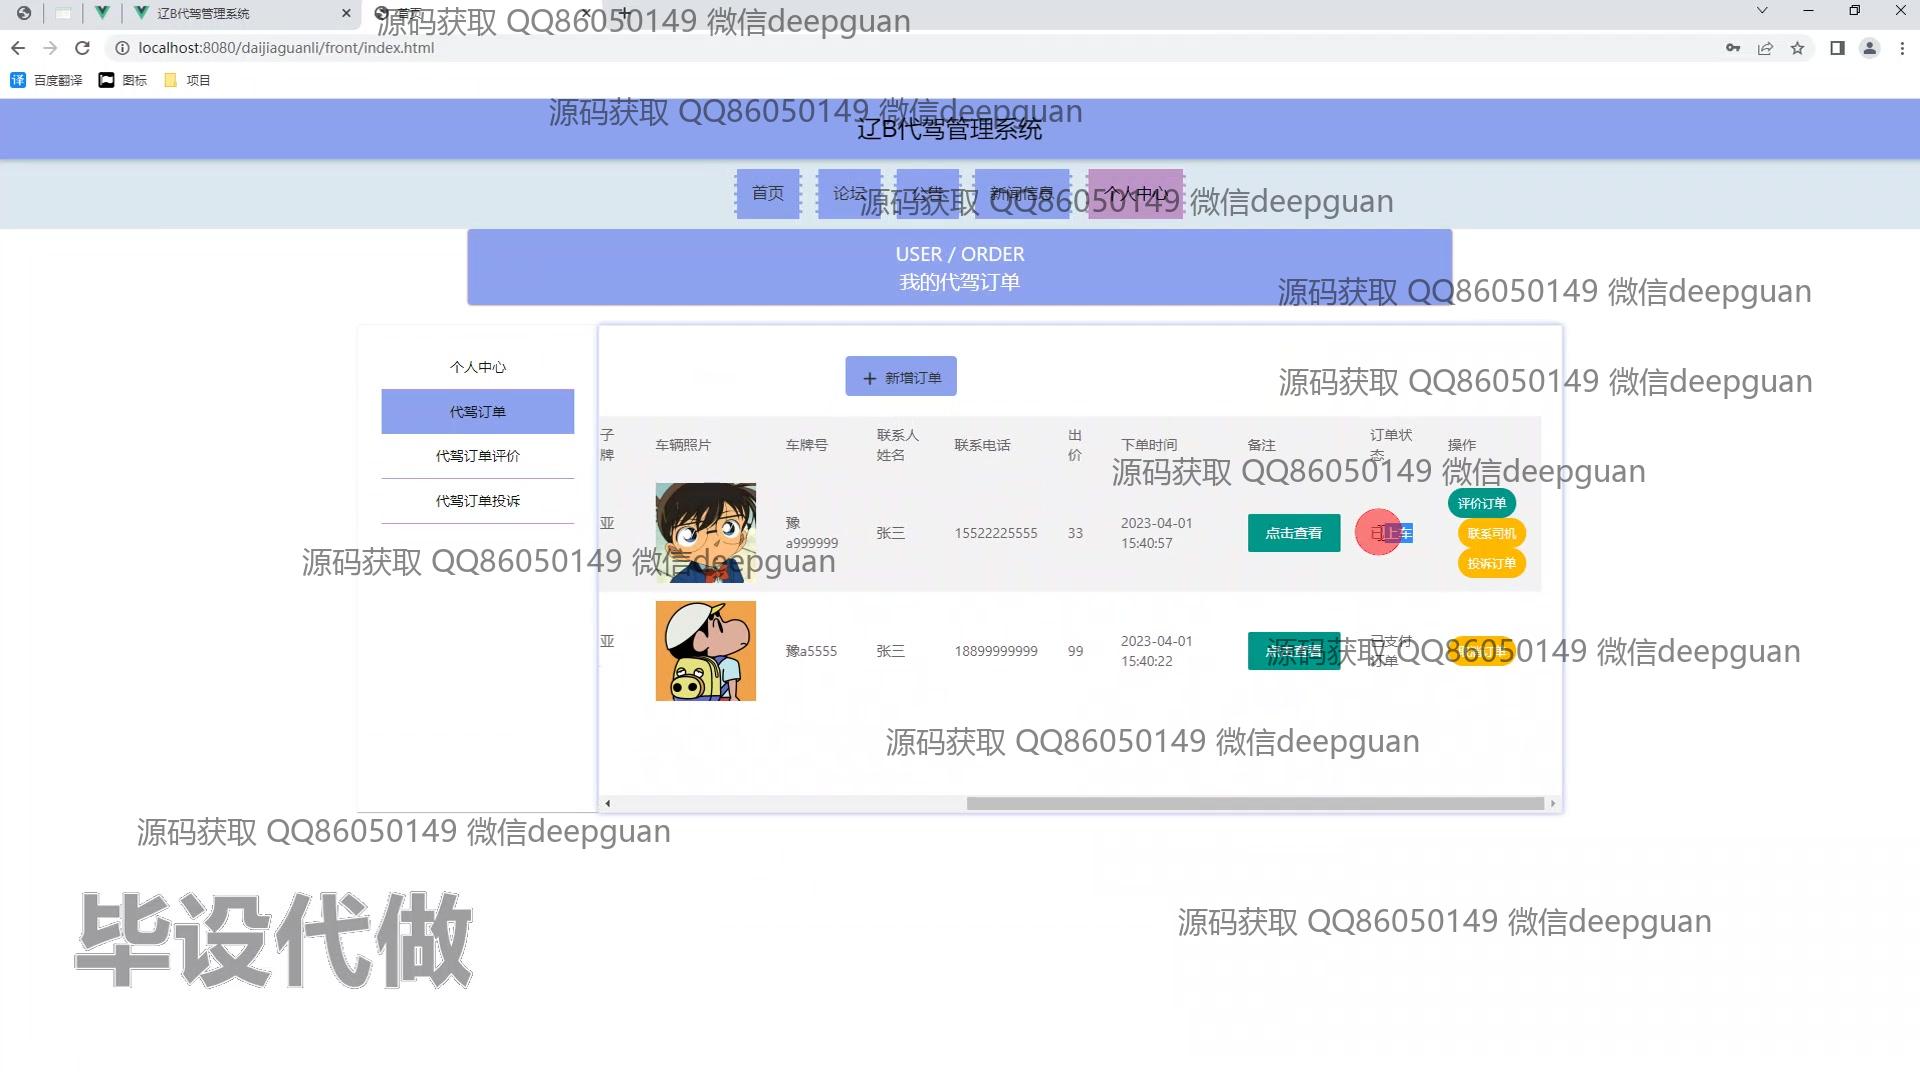 辽B代驾管理系统
首页
源码获取 QQ86050149 微信deepguan
localhost:8080/daijiaguanli/front/index.html
百度翻译
图标
项目
源码获取 QQ86050149 微信deepguan
辽B代驾管理系统
首页
论坛
公告
新闻信息
个人中心
源码获取 QQ86050149 微信deepguan
USER / ORDER
我的代驾订单
源码获取 QQ86050149 微信deepguan
个人中心
代驾订单
代驾订单评价
代驾订单投诉
新增订单
源码获取 QQ86050149 微信deepguan
子牌
车辆照片
车牌号
联系人姓名
联系电话
出价
下单时间
备注
订单状态
操作
源码获取 QQ86050149 微信deepguan
亚
豫a999999
张三
15522225555
33
2023-04-01 15:40:57
点击查看
已上车
评价订单
联系司机
投诉订单
源码获取 QQ86050149 微信deepguan
亚
豫a5555
张三
18899999999
99
2023-04-01 15:40:22
点击查看
已支付订单
源码获取 QQ86050149 微信deepguan
源码获取 QQ86050149 微信deepguan
源码获取 QQ86050149 微信deepguan
毕设代做
源码获取 QQ86050149 微信deepguan